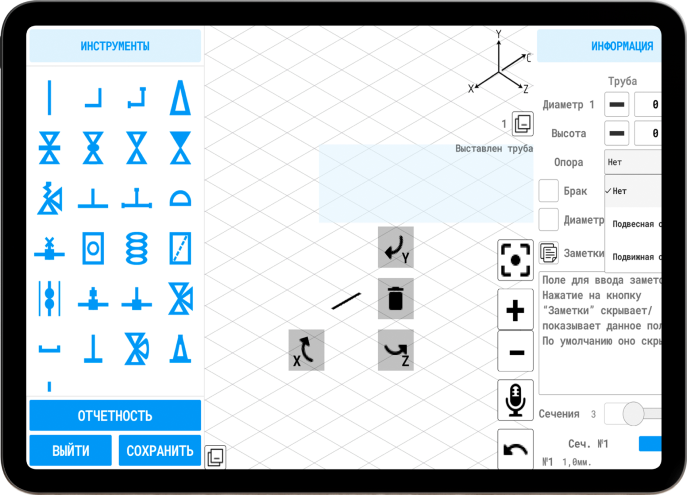 ИНСТРУМЕНТЫ
ОТЧЕТНОСТЬ
ВЫЙТИ
СОХРАНИТЬ
Y
C
X
Z
1
Выставлен труба
Y
X
Z
ИНФОРМАЦИЯ
Труба
Диаметр 1
0
Высота
0
Опора
Нет
Брак
✓Нет
Диаметр
Подвесная
Заметки
Подвижная
Поле для ввода замето
Нажатие на кнопку
"Заметки" скрывает/
показывает данное пол
По умолчанию оно скры
Сечения
3
Сеч. №1
№1
1,0мм.